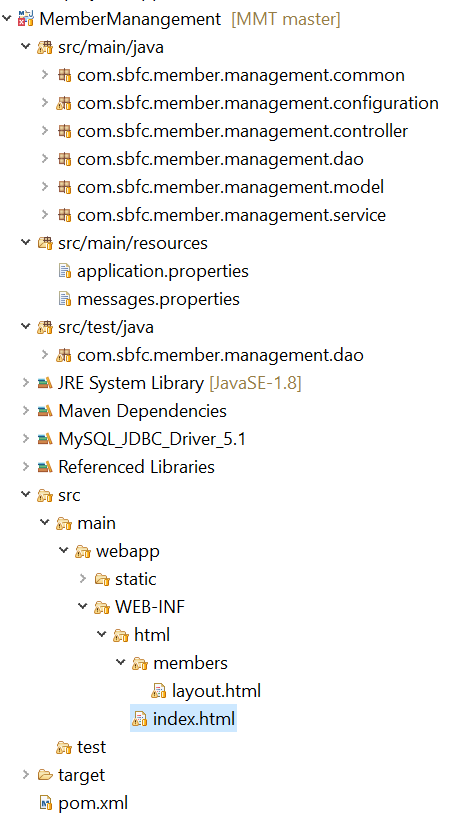 MemberManangement [MMT master]
src/main/java
com.sbfc.member.management.common
com.sbfc.member.management.configuration
com.sbfc.member.management.controller
com.sbfc.member.management.dao
com.sbfc.member.management.model
com.sbfc.member.management.service
src/main/resources
application.properties
messages.properties
src/test/java
com.sbfc.member.management.dao
JRE System Library [JavaSE-1.8]
Maven Dependencies
MySQL_JDBC_Driver_5.1
Referenced Libraries
src
main
webapp
static
WEB-INF
html
members
layout.html
index.html
test
target
pom.xml